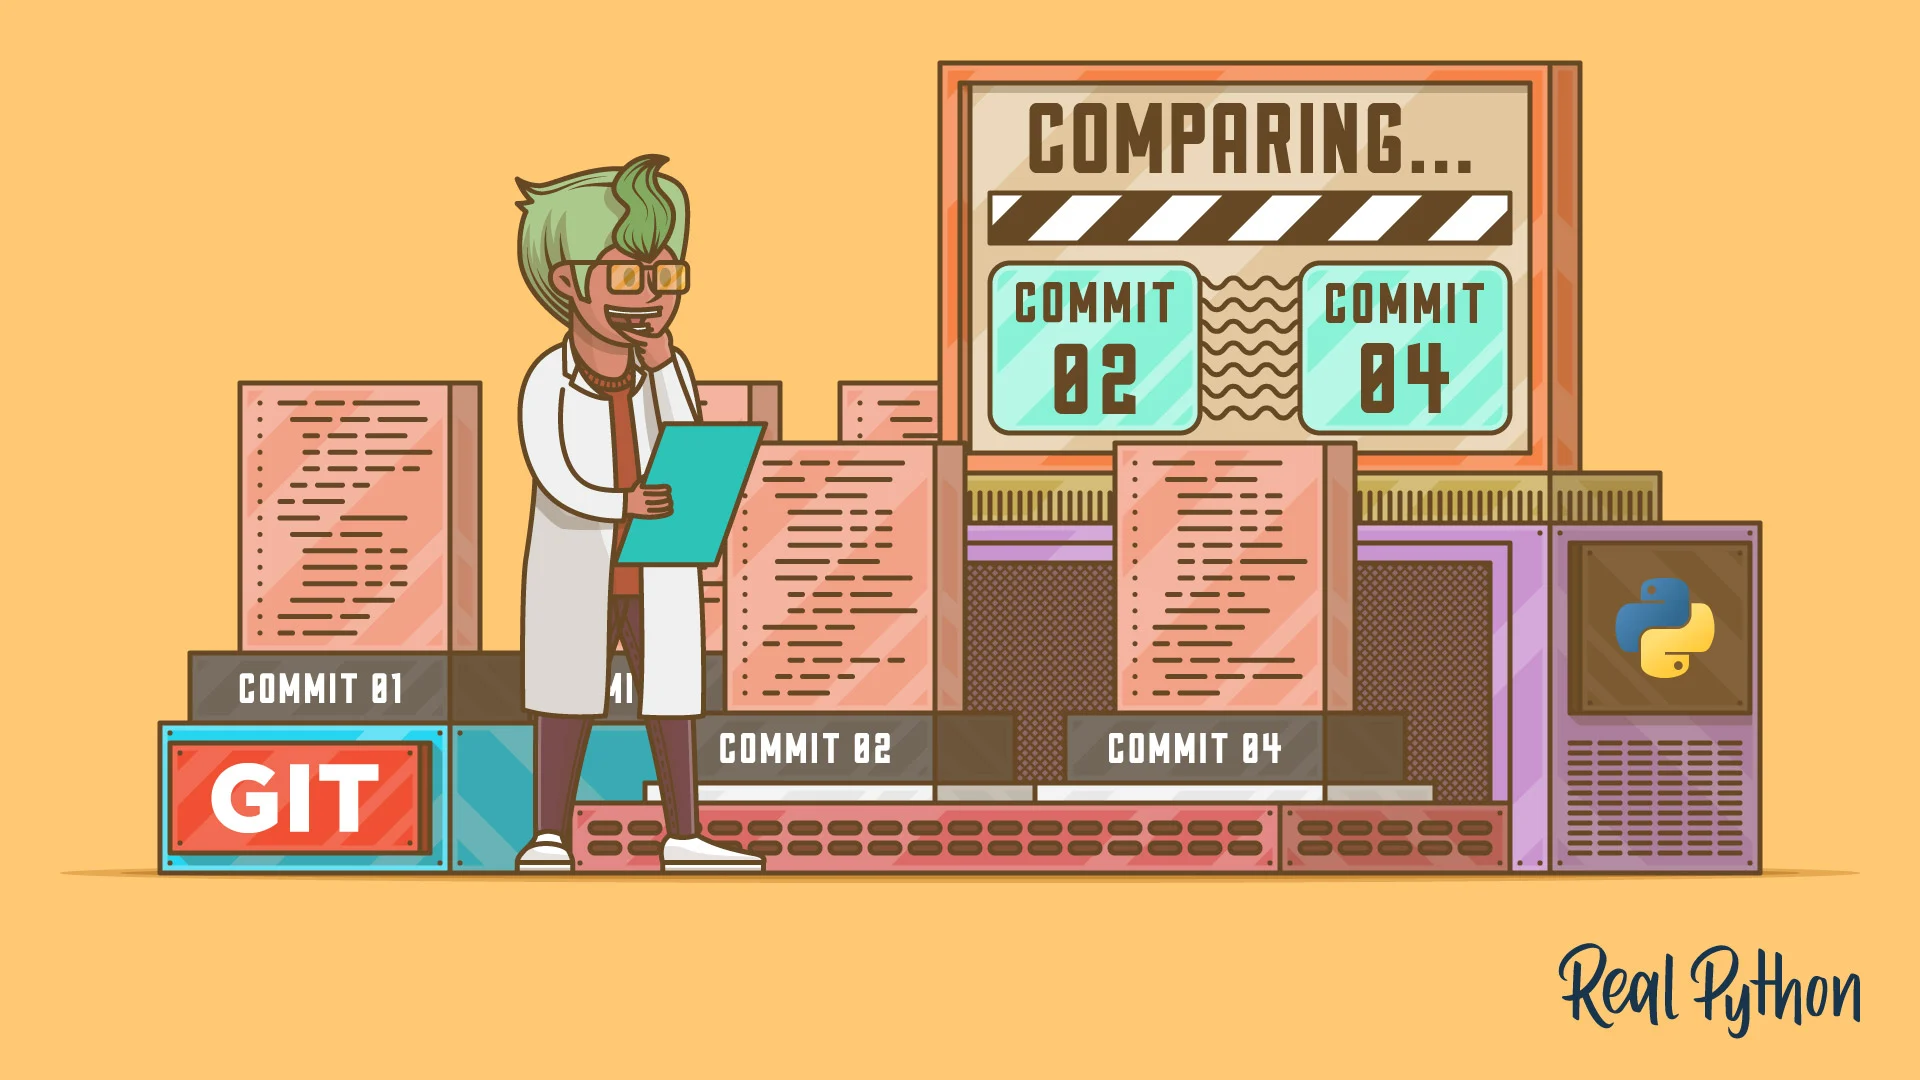 COMPARING...
COMMIT
02
COMMIT
04
COMMIT 01
COMMIT 02
COMMIT 04
GIT
Real Python